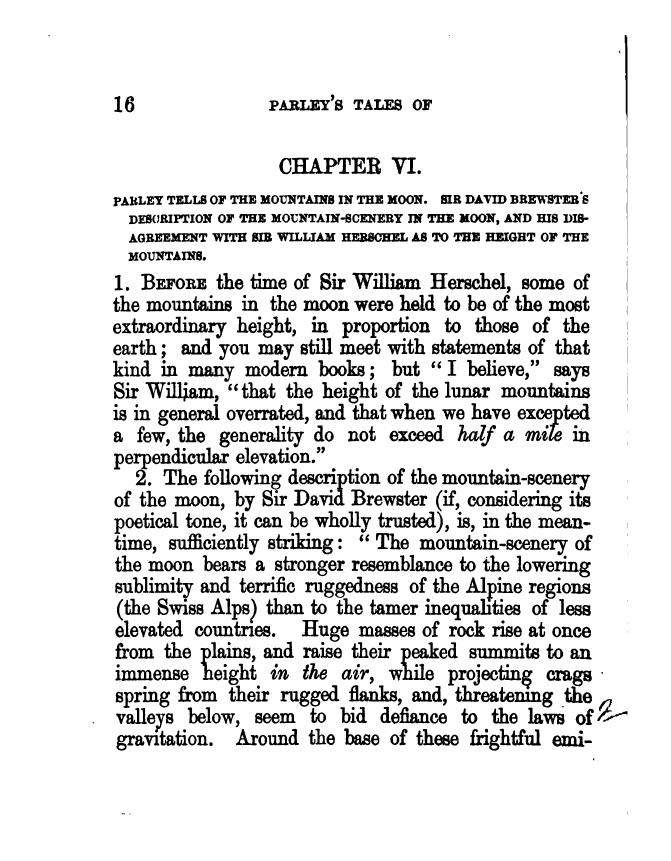 16 PARLEY'S TALES OF
CHAPTER VI.
PARLEY TELLS OF THE MOUNTAINS IN THE MOON. SIR DAVID BREWSTER'S
DESCRIPTION OF THE MOUNTAIN-SCENERY IN THE MOON, AND HIS DIS-
AGREEMENT WITH SIR WILLIAM HERSCHEL AS TO THE HEIGHT OF THE
MOUNTAINS.
1. BEFORE the time of Sir William Herschel, some of
the mountains in the moon were held to be of the most
extraordinary height, in proportion to those of the
earth; and you may still meet with statements of that
kind in many modern books; but "I believe," says
Sir William, "that the height of the lunar mountains
is in general overrated, and that when we have excepted
a few, the generality do not exceed half a mile in
perpendicular elevation."
2. The following description of the mountain-scenery
of the moon, by Sir David Brewster (if, considering its
poetical tone, it can be wholly trusted), is, in the mean-
time, sufficiently striking: "The mountain-scenery of
the moon bears a stronger resemblance to the lowering
sublimity and terrific ruggedness of the Alpine regions
(the Swiss Alps) than to the tamer inequalities of less
elevated countries. Huge masses of rock rise at once
from the plains, and raise their peaked summits to an
immense height in the air, while projecting crags
spring from their rugged flanks, and, threatening the
valleys below, seem to bid defiance to the laws of
gravitation. Around the base of these frightful emi-